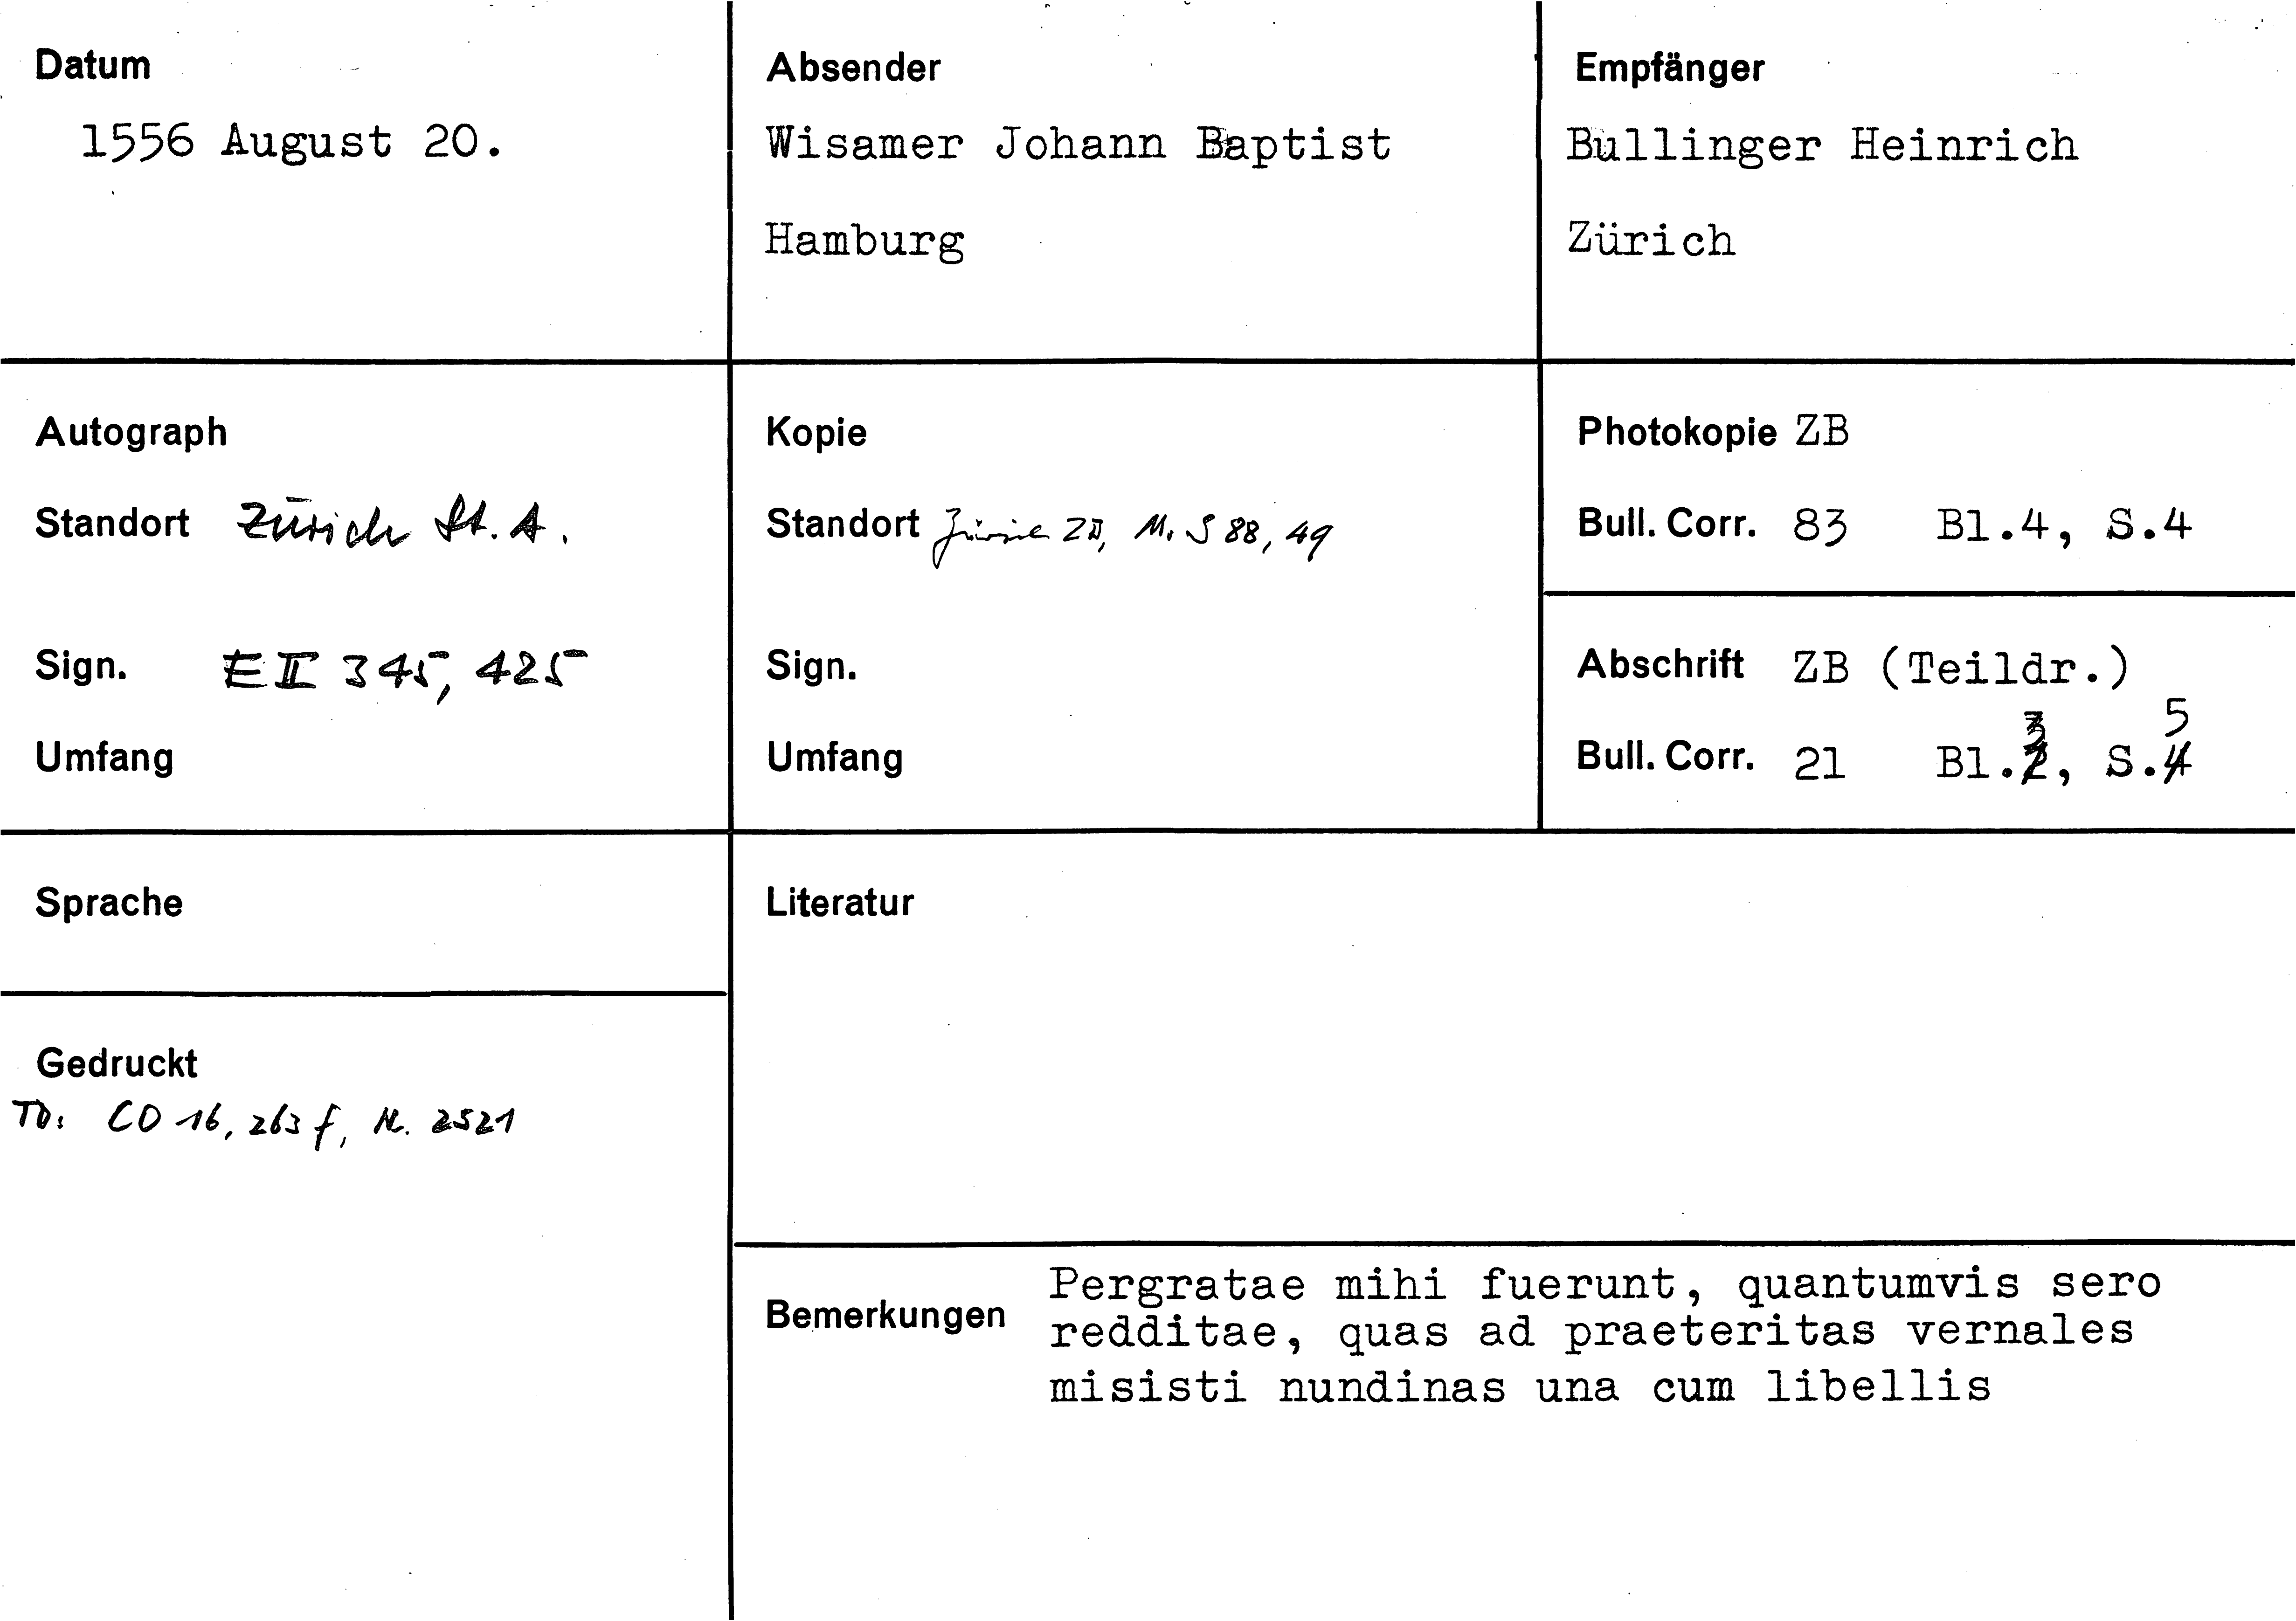 Datum
1556 August 20.
Absender
Wisamer Johann Baptist
Hamburg
Empfänger
Bullinger Heinrich
Zürich
Autograph
Standort Zürich St. A.
Sign. E II 345, 425
Umfang
Kopie
Standort Zürich ZB, Ms S 88, 49
Sign.
Umfang
Photokopie ZB
Bull. Corr. 83 Bl.4, S.4
Abschrift ZB (Teildr.)
Bull. Corr. 21 Bl.3, S.5
Sprache
Gedruckt
TD: CO 16, 263 f, Nr. 2521
Literatur
Bemerkungen
Pergratae mihi fuerunt, quantumvis sero
redditae, quas ad praeteritas vernales
misisti nundinas una cum libellis